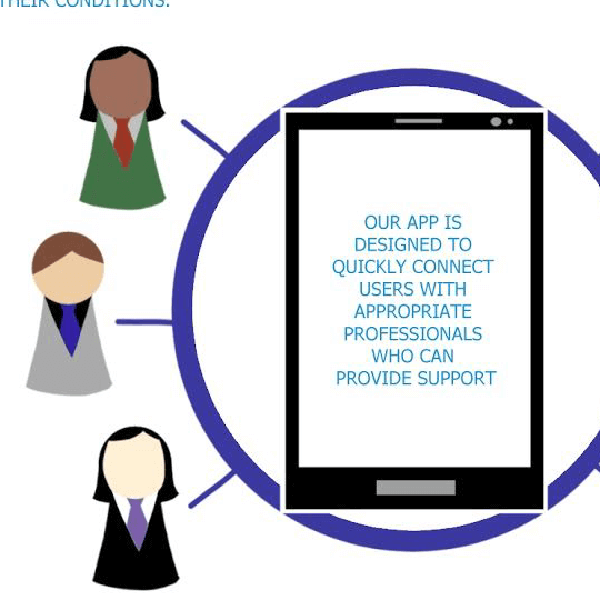 THEIR CONDITIONS.
OUR APP IS
DESIGNED TO
QUICKLY CONNECT
USERS WITH
APPROPRIATE
PROFESSIONALS
WHO CAN
PROVIDE SUPPORT